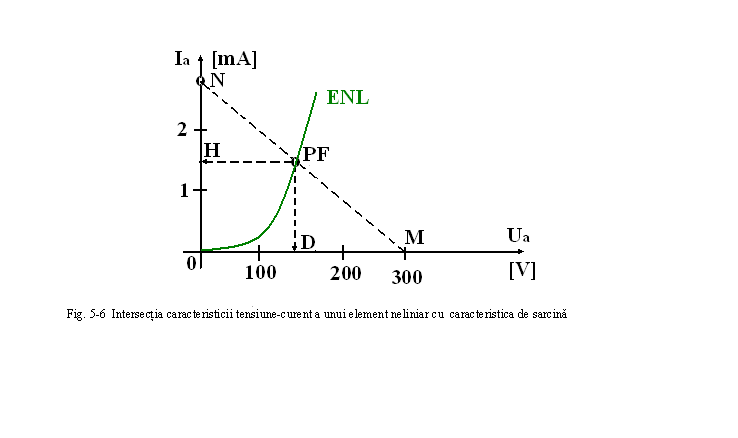 Ia [mA]
N
ENL
2
H
PF
1
D
M
Ua
0
100
200
300
[V]
Fig. 5-6 Intersecția caracteristicii tensiune-curent a unui element neliniar cu caracteristica de sarcină